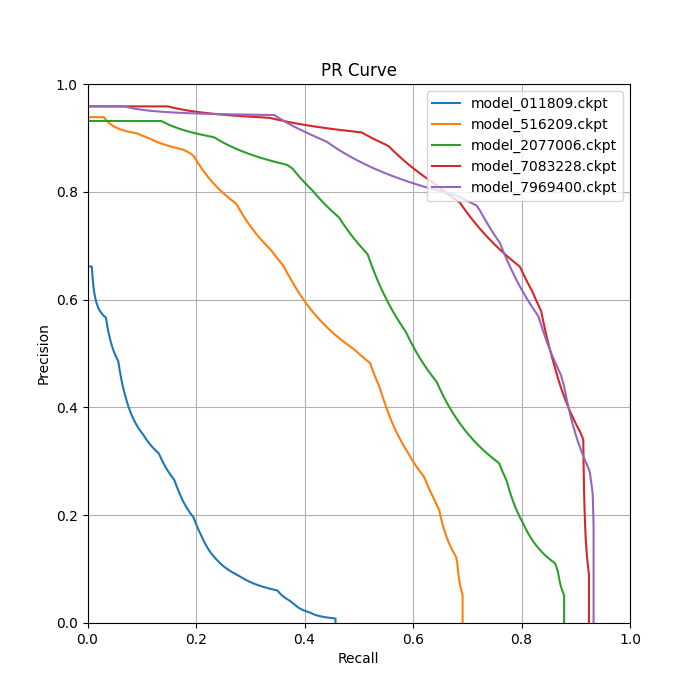 PR Curve
1.0
0.8
0.6
0.4
0.2
0.0
Precision
model_011809.ckpt
model_516209.ckpt
model_2077006.ckpt
model_7083228.ckpt
model_7969400.ckpt
0.0 0.2 0.4 0.6 0.8 1.0
Recall